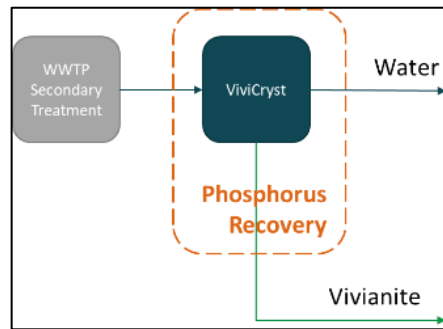 WWTP
Secondary
Treatment
ViviCryst
Water
Phosphorus
Recovery
Vivianite